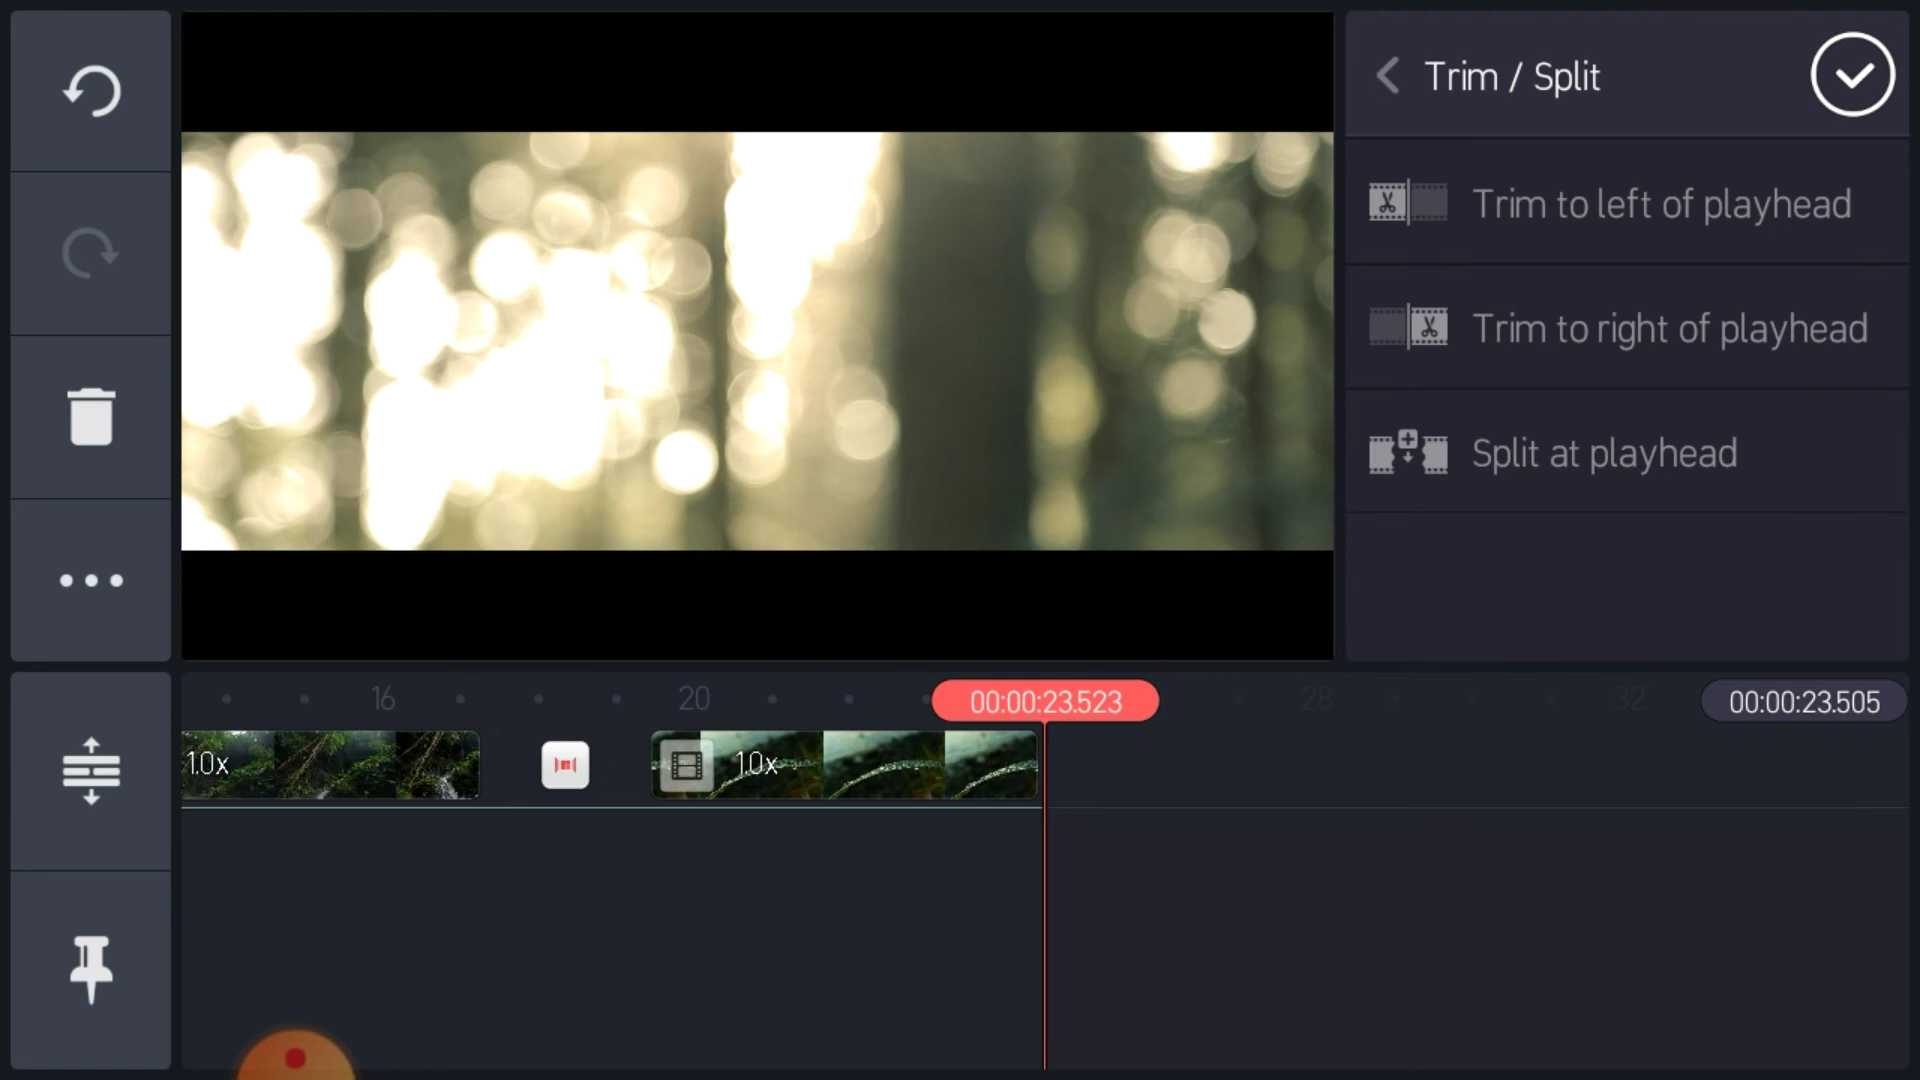 Trim / Split
Trim to left of playhead
Trim to right of playhead
Split at playhead
16
20
00:00:23.523
28
32
00:00:23.505
1.0x
1.0x